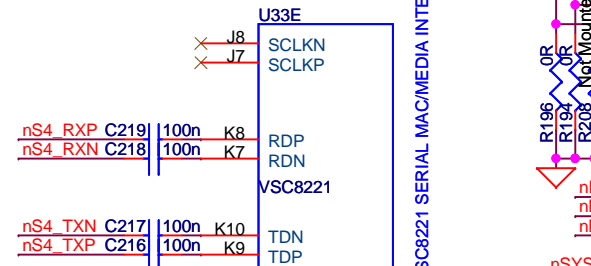 U33E
J8 SCLKN
J7 SCLKP
nS4_RXP C219 100n K8 RDP
nS4_RXN C218 100n K7 RDN
VSC8221
nS4_TXN C217 100n K10 TDN
nS4_TXP C216 100n K9 TDP
SC8221 SERIAL MAC/MEDIA INTE
R196 0R
R194 0R
R208
Not Mounte
nSYS